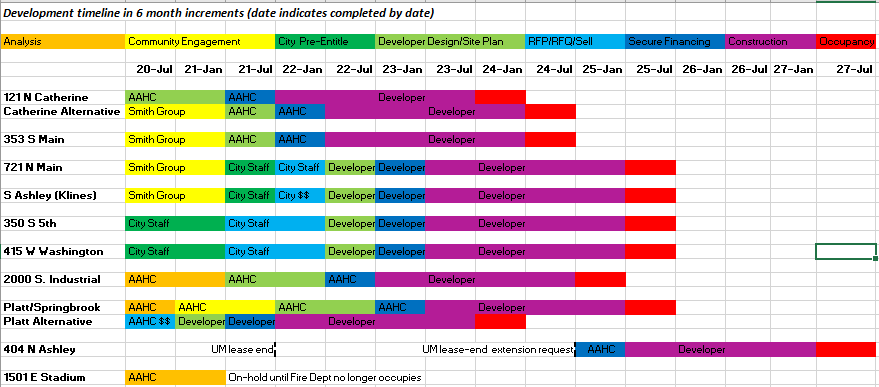 Development timeline in 6 month increments (date indicates completed by date)
Analysis Community Engagement City Pre-Entitle Developer Design/Site Plan RFP/RFQ/Sell Secure Financing Construction Occupancy
20-Jul 21-Jan 21-Jul 22-Jan 22-Jul 23-Jan 23-Jul 24-Jan 24-Jul 25-Jan 25-Jul 26-Jan 26-Jul 27-Jan 27-Jul
121 N Catherine AAHC AAHC Developer
Catherine Alternative Smith Group AAHC AAHC Developer
353 S Main Smith Group AAHC AAHC Developer
721 N Main Smith Group City Staff City Staff Developer Developer Developer
S Ashley (Klines) Smith Group City Staff City $$ Developer Developer Developer
350 S 5th City Staff City Staff Developer Developer Developer
415 W Washington City Staff City Staff Developer Developer Developer
2000 S. Industrial AAHC AAHC AAHC Developer
Platt/Springbrook AAHC AAHC AAHC AAHC Developer
Platt Alternative AAHC $$ Developer Developer Developer
404 N Ashley UM lease end UM lease-end extension request AAHC Developer
1501 E Stadium AAHC On-hold until Fire Dept no longer occupies